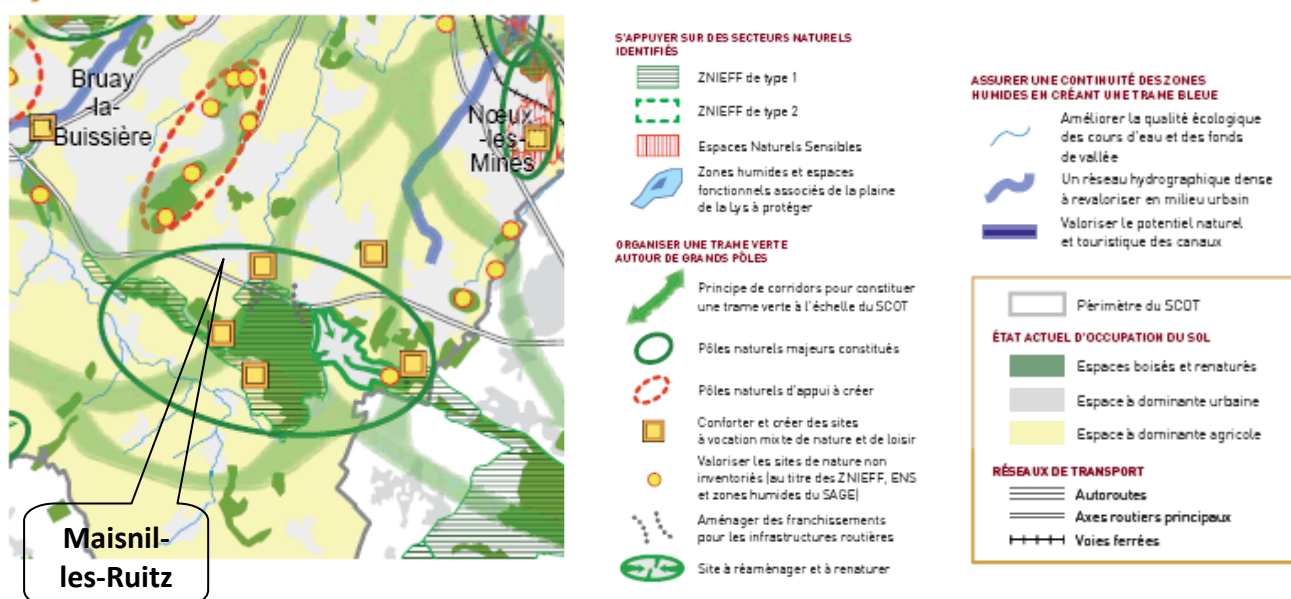 Bruay
-la-
Buissière
Nœux
-les-
Mines
Maisnil-
les-Ruitz
S'APPUYER SUR DES SECTEURS NATURELS
IDENTIFIÉS
ZNIEFF de type 1
ZNIEFF de type 2
Espaces Naturels Sensibles
Zones humides et espaces
fonctionnels associés de la plaine
de la Lys à protéger
ORGANISER UNE TRAME VERTE
AUTOUR DE GRANDS PÔLES
Principe de corridors pour constituer
une trame verte à l'échelle du SCOT
Pôles naturels majeurs constitués
Pôles naturels d'appui à créer
Conforter et créer des sites
à vocation mixte de nature et de loisir
Valoriser les sites de nature non
inventoriés (au titre des ZNIEFF, ENS
et zones humides du SAGE)
Aménager des franchissements
pour les infrastructures routières
Site à réaménager et à renaturer
ASSURER UNE CONTINUITÉ DES ZONES
HUMIDES EN CRÉANT UNE TRAME BLEUE
Améliorer la qualité écologique
des cours d'eau et des fonds
de vallée
Un réseau hydrographique dense
à revaloriser en milieu urbain
Valoriser le potentiel naturel
et touristique des canaux
Périmètre du SCOT
ÉTAT ACTUEL D'OCCUPATION DU SOL
Espaces boisés et renaturés
Espace à dominante urbaine
Espace à dominante agricole
RÉSEAUX DE TRANSPORT
Autoroutes
Axes routiers principaux
Voies ferrées